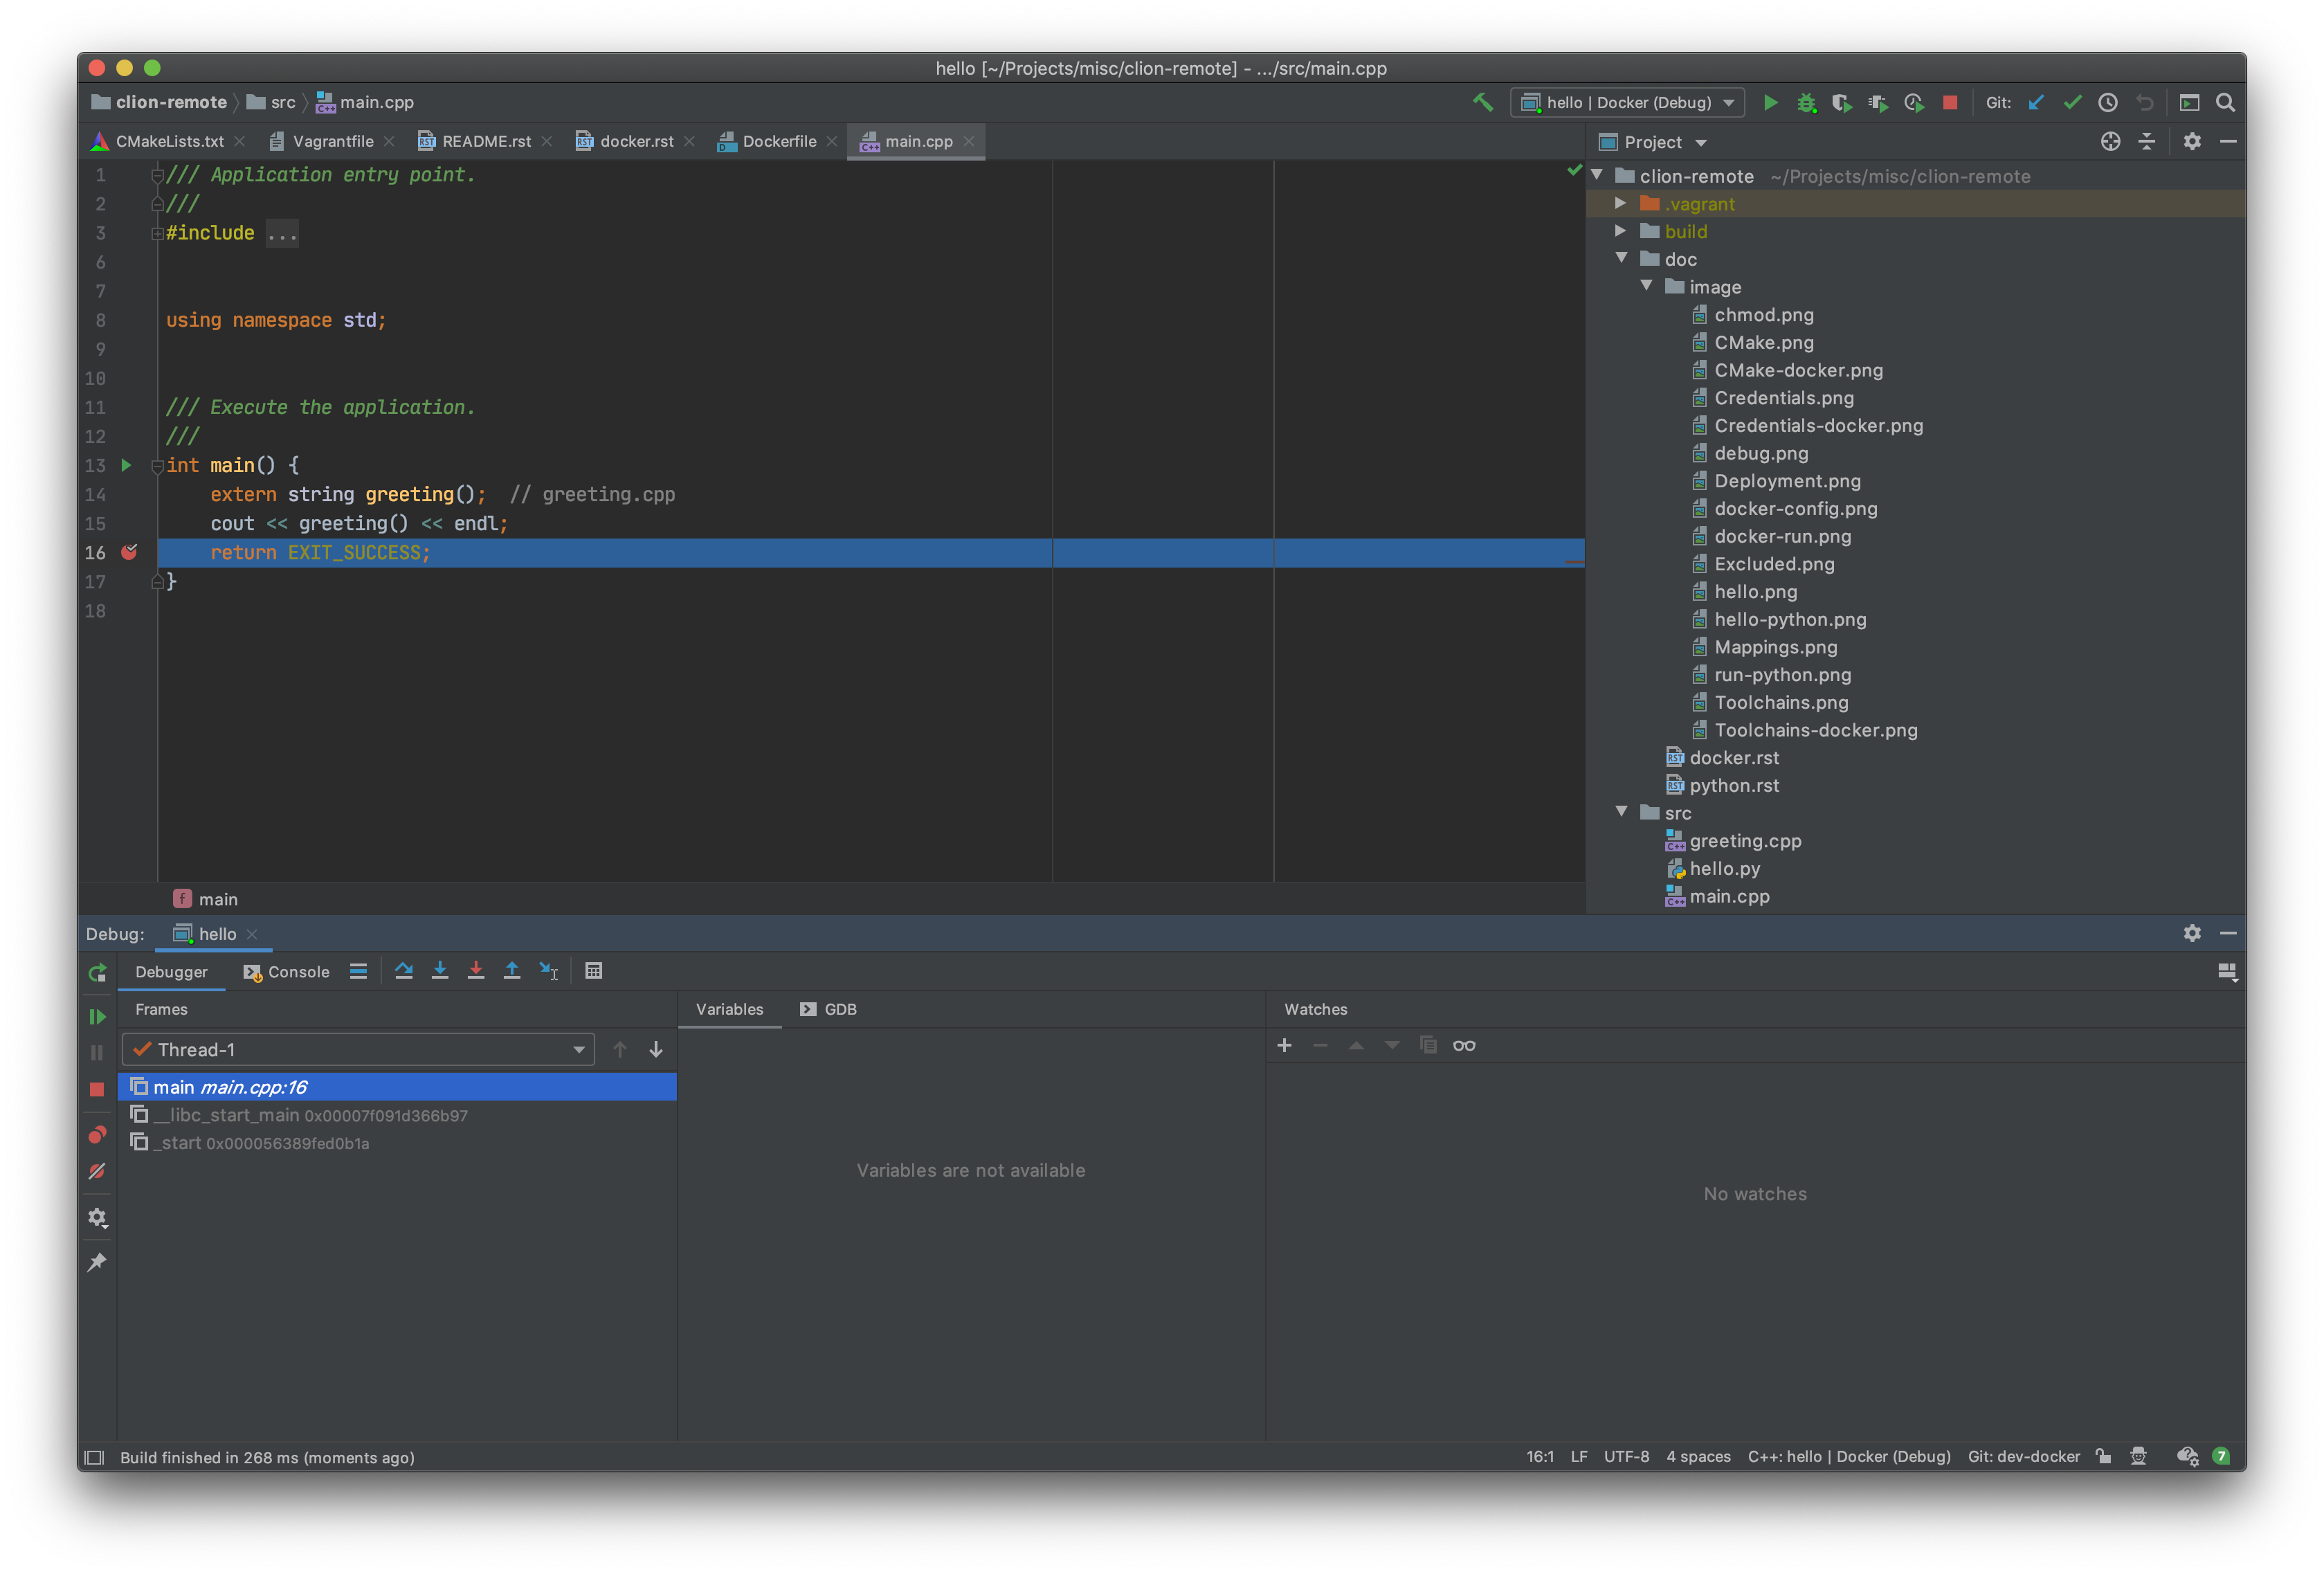 hello [~/Projects/misc/clion-remote] - .../src/main.cpp
clion-remote src main.cpp
hello | Docker (Debug) Git:
CMakeLists.txt Vagrantfile README.rst docker.rst Dockerfile main.cpp
1 /// Application entry point.
2 ///
3 #include ...
6
7
8 using namespace std;
9
10
11 /// Execute the application.
12 ///
13 int main() {
14 extern string greeting(); // greeting.cpp
15 cout << greeting() << endl;
16 return EXIT_SUCCESS;
17 }
18
f main
Project
clion-remote ~/Projects/misc/clion-remote
.vagrant
build
doc
image
chmod.png
CMake.png
CMake-docker.png
Credentials.png
Credentials-docker.png
debug.png
Deployment.png
docker-config.png
docker-run.png
Excluded.png
hello.png
hello-python.png
Mappings.png
run-python.png
Toolchains.png
Toolchains-docker.png
docker.rst
python.rst
src
greeting.cpp
hello.py
main.cpp
Debug: hello
Debugger Console
Frames
Thread-1
main main.cpp:16
__libc_start_main 0x00007f091d366b97
_start 0x000056389fed0b1a
Variables GDB
Variables are not available
Watches
No watches
Build finished in 268 ms (moments ago)
16:1 LF UTF-8 4 spaces C++: hello | Docker (Debug) Git: dev-docker 7